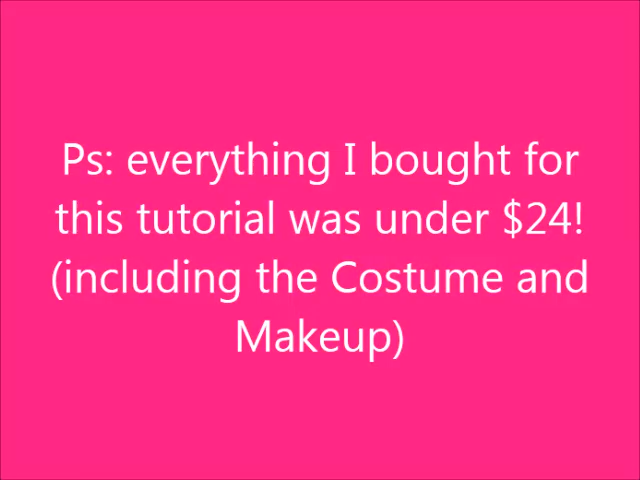 Ps: everything I bought for
this tutorial was under $24!
(including the Costume and
Makeup)